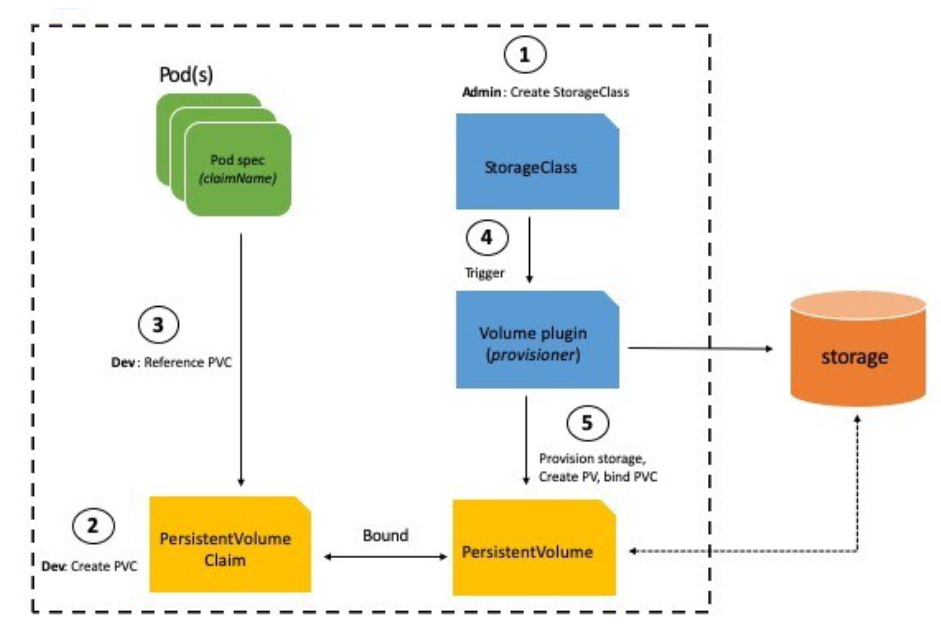 1
Admin: Create StorageClass
Pod(s)
Pod spec
(claimName)
StorageClass
4
Trigger
3
Dev: Reference PVC
Volume plugin
(provisioner)
storage
5
Provision storage,
Create PV, bind PVC
2
Dev: Create PVC
PersistentVolume
Claim
Bound
PersistentVolume